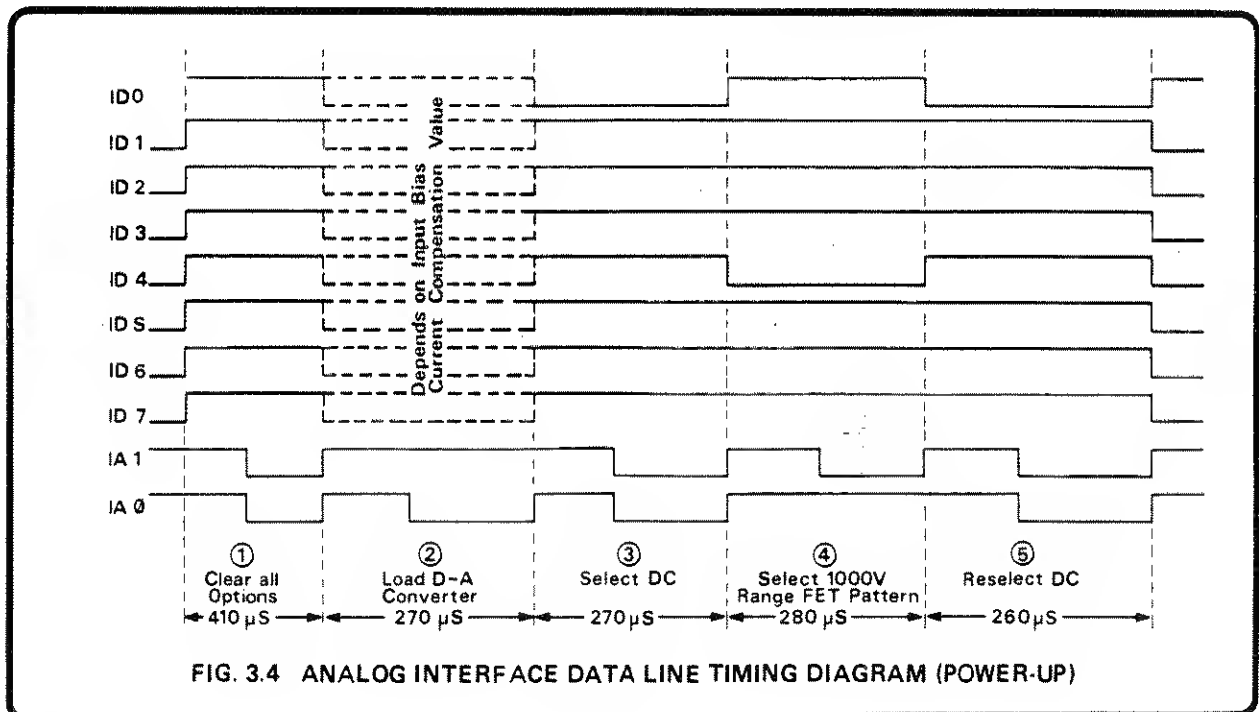 ID0
ID 1
ID 2
ID 3
ID 4
ID S
ID 6
ID 7
IA 1
IA 0
Depends on Input Bias
Current Compensation Value
①
Clear all
Options
410 µS
②
Load D-A
Converter
270 µS
③
Select DC
270 µS
④
Select 1000V
Range FET Pattern
280 µS
⑤
Reselect DC
260µS
FIG. 3.4 ANALOG INTERFACE DATA LINE TIMING DIAGRAM (POWER-UP)